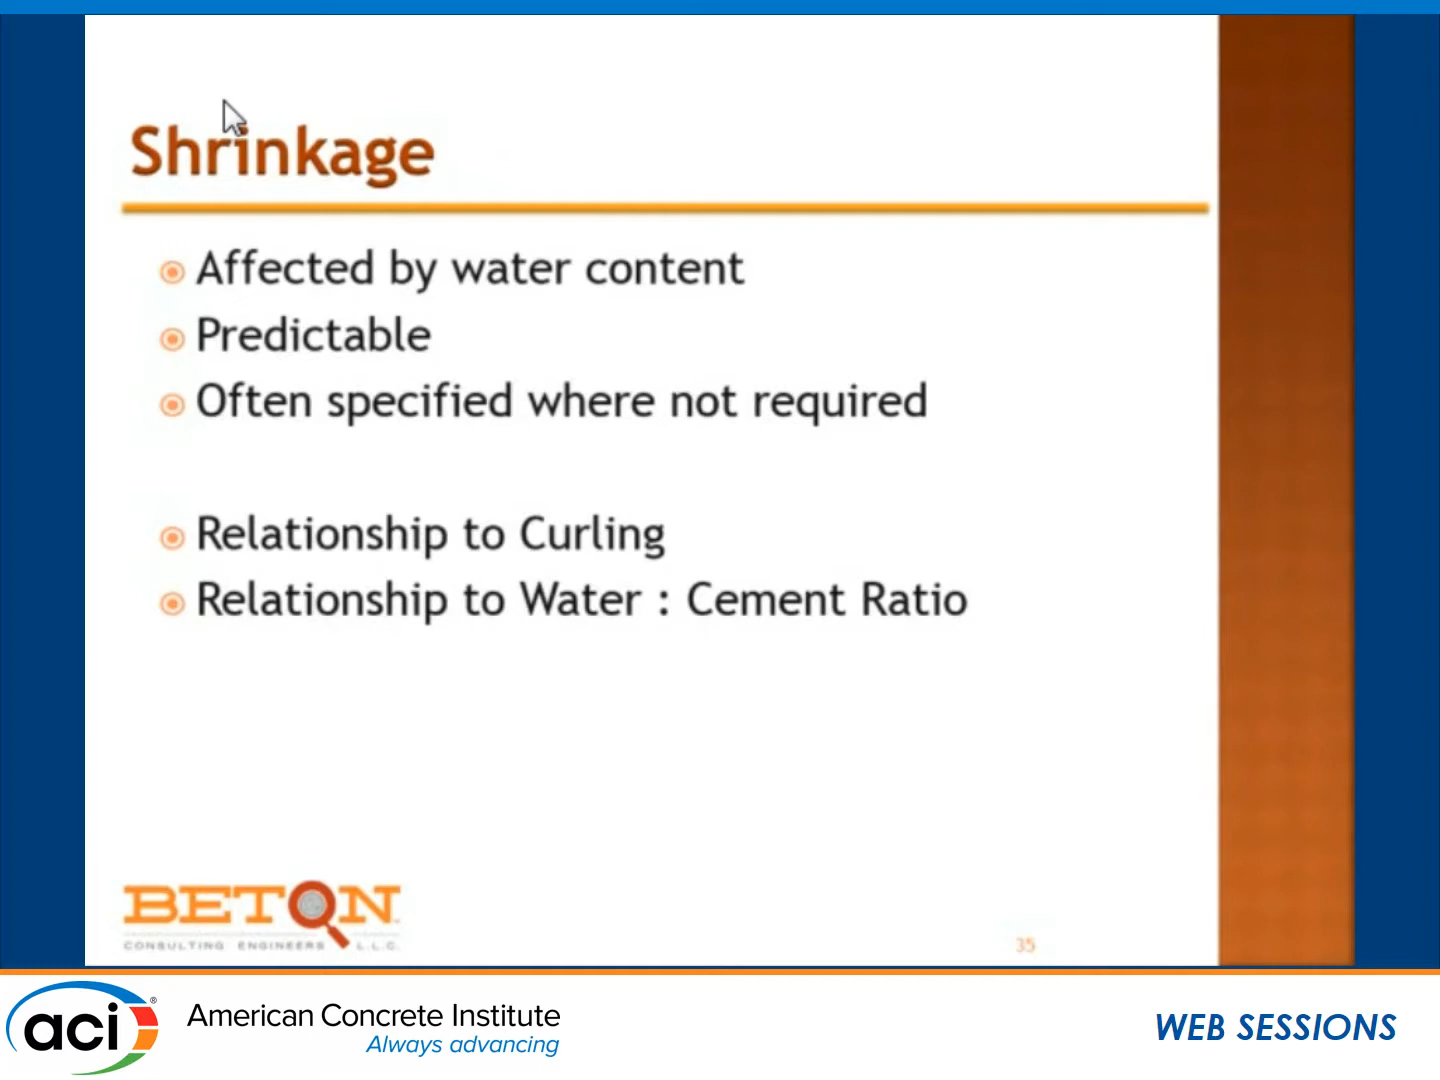 Shrinkage
Affected by water content
Predictable
Often specified where not required
Relationship to Curling
Relationship to Water : Cement Ratio
BETON
CONSULTING ENGINEERS L.L.C.
35
aci®
American Concrete Institute
Always advancing
WEB SESSIONS